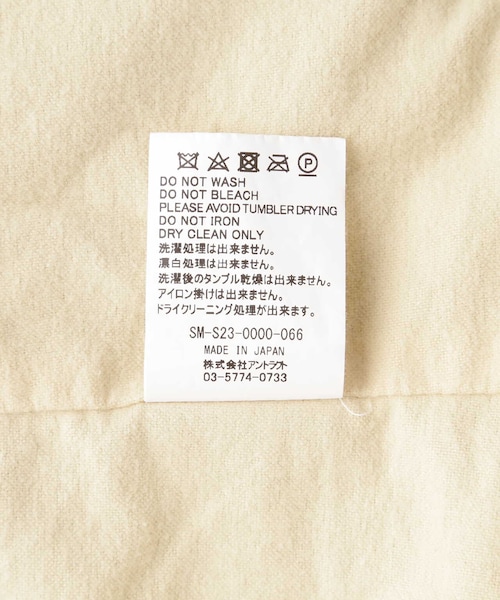 P
DO NOT WASH
DO NOT BLEACH
PLEASE AVOID TUMBLER DRYING
DO NOT IRON
DRY CLEAN ONLY
洗濯処理は出来ません。
漂白処理は出来ません。
洗濯後のタンブル乾燥は出来ません。
アイロン掛けは出来ません。
ドライクリーニング処理が出来ます。
SM-S23-0000-066
MADE IN JAPAN
株式会社アントラクト
03-5774-0733